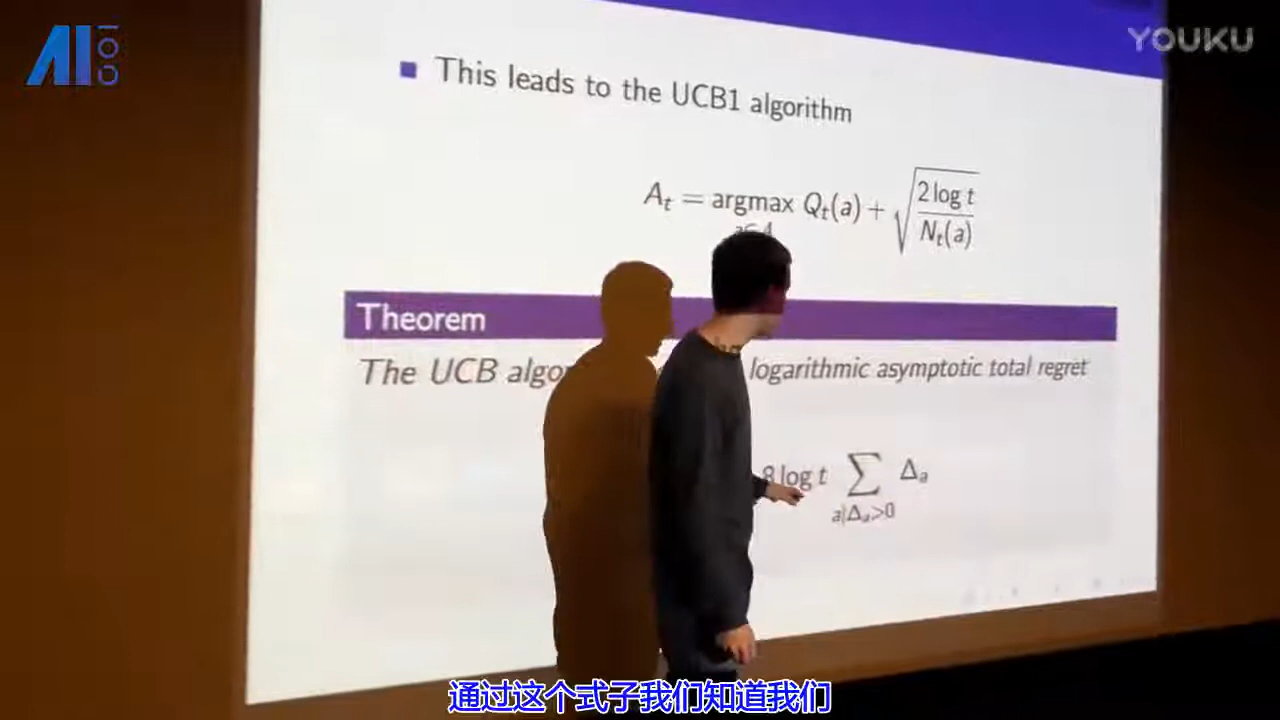 AI100
YOUKU
This leads to the UCB1 algorithm
A_t = argmax Q_t(a) + √(2 log t / N_t(a))
Theorem
The UCB logarithmic asymptotic total regret
8 log t ∑ Δ_a
a|Δ_a>0
通过这个式子我们知道我们